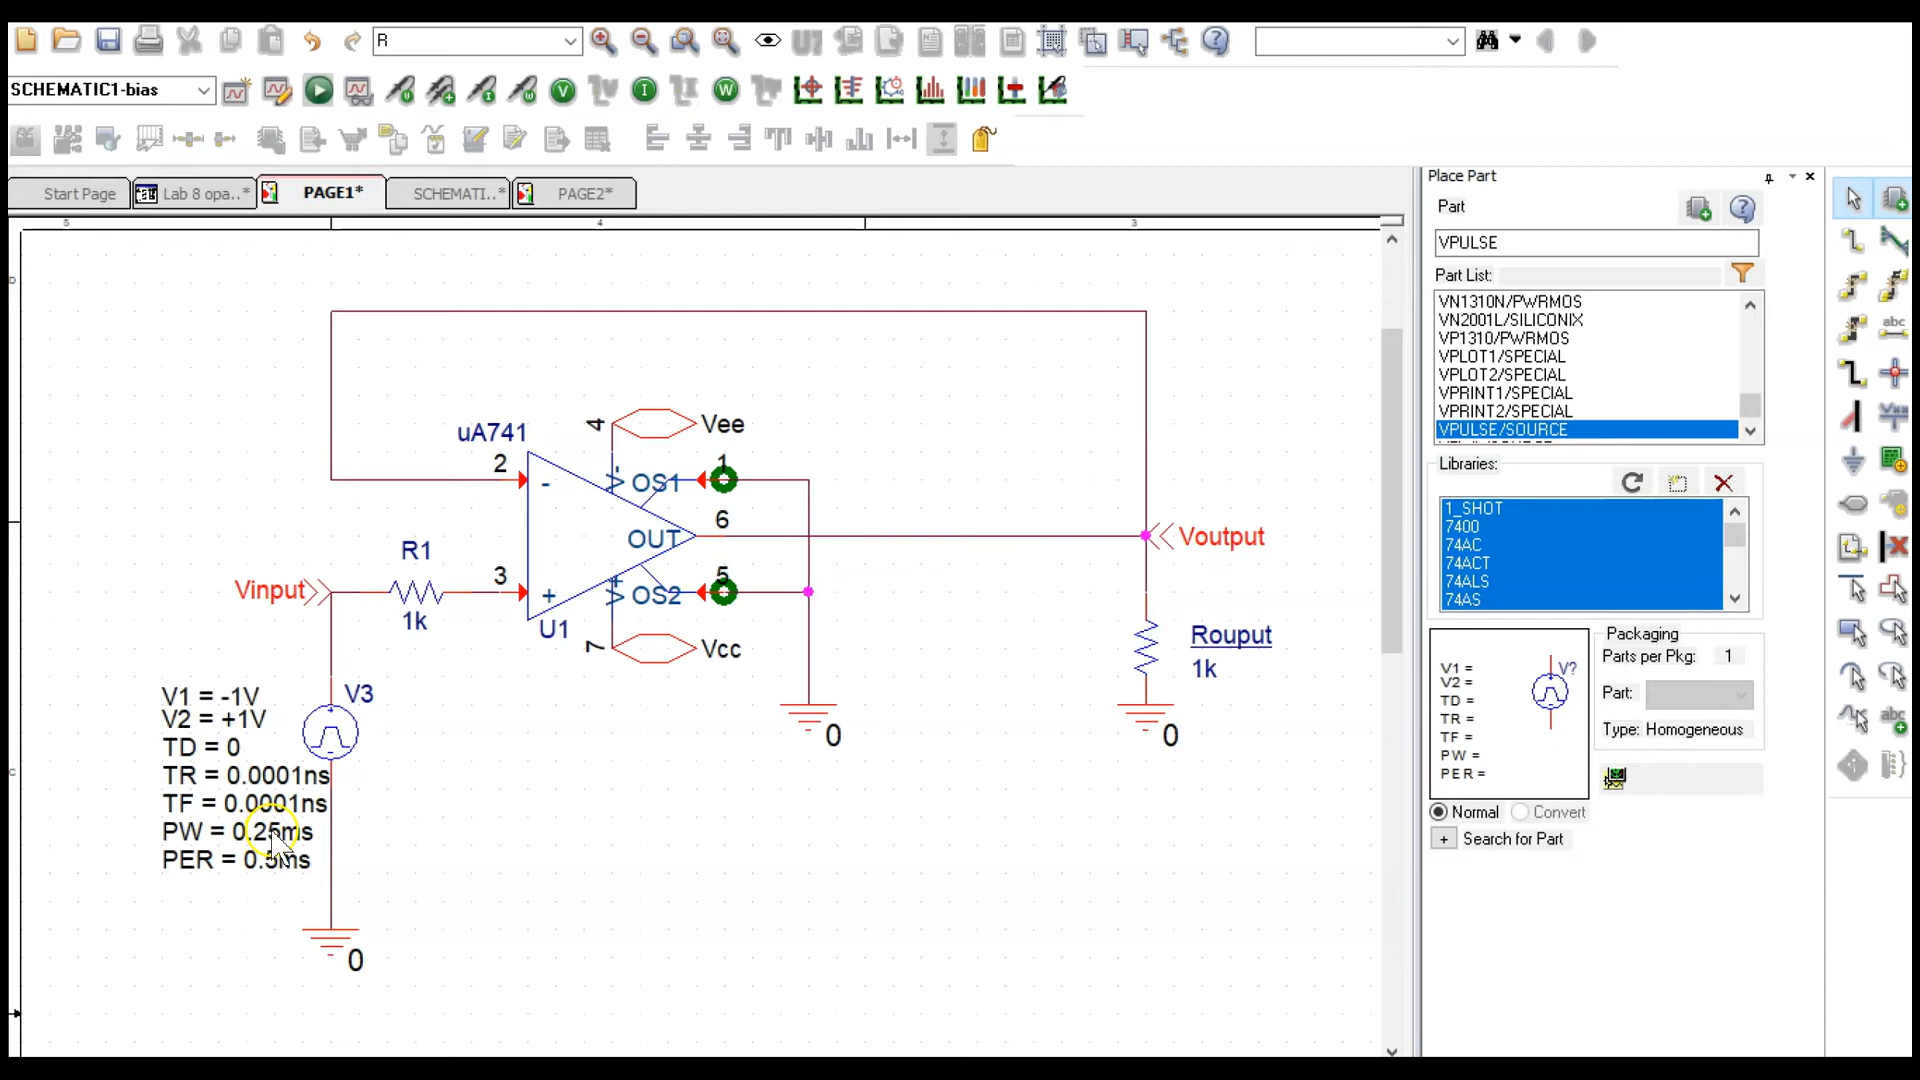 R
SCHEMATIC1-bias
Start Page
Lab 8 opa..*
PAGE1*
SCHEMATI..*
PAGE2*
5
4
3
D
C
uA741
4
Vee
2
-
V-
OS1
1
6
OUT
Voutput
R1
1k
Vinput
3
+
V+
OS2
5
U1
7
Vcc
Rouput
1k
0
0
V1 = -1V
V2 = +1V
TD = 0
TR = 0.0001ns
TF = 0.0001ns
PW = 0.25ms
PER = 0.5ms
V3
0
Place Part
Part
VPULSE
Part List:
VN1310N/PWRMOS
VN2001L/SILICONIX
VP1310/PWRMOS
VPLOT1/SPECIAL
VPLOT2/SPECIAL
VPRINT1/SPECIAL
VPRINT2/SPECIAL
VPULSE/SOURCE
Libraries:
1_SHOT
7400
74AC
74ACT
74ALS
74AS
V1 =
V2 =
TD =
TR =
TF =
PW =
PER =
V?
Packaging
Parts per Pkg: 1
Part:
Type: Homogeneous
Normal
Convert
+ Search for Part
abc
abc